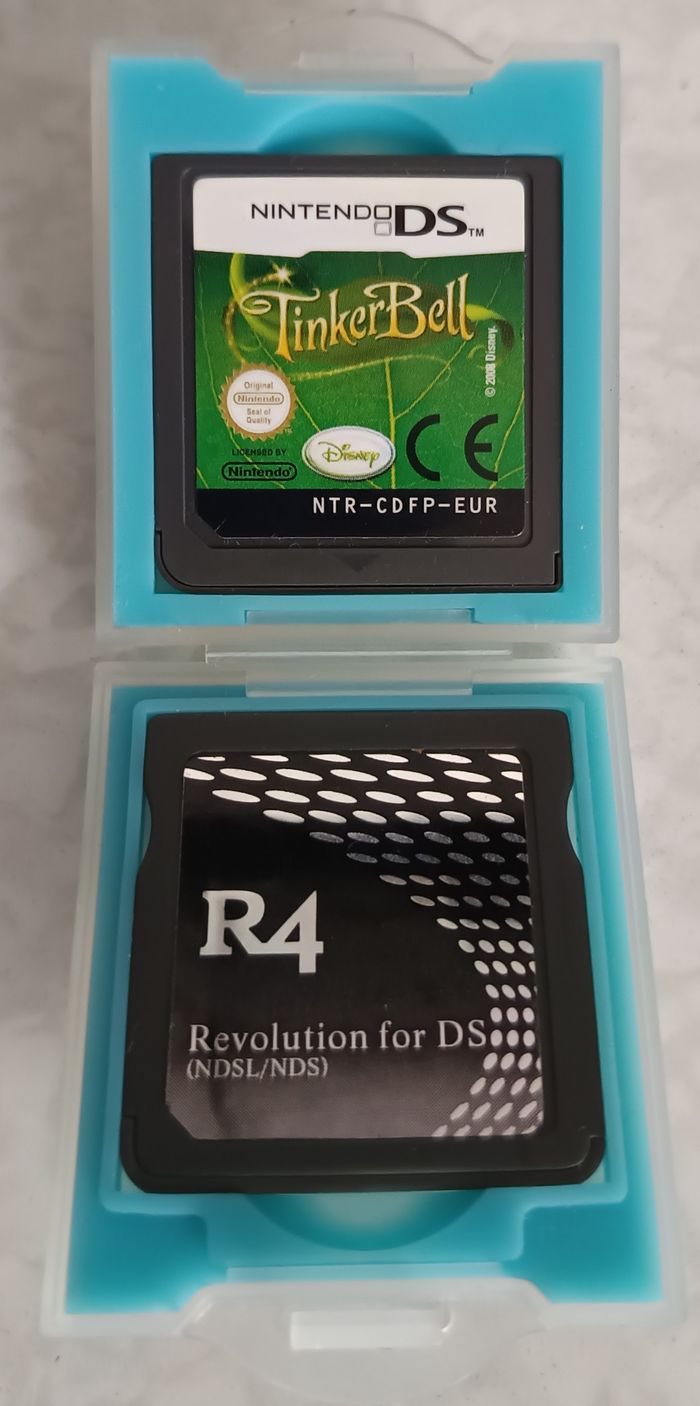 NINTENDO DS™
TinkerBell
© 2008 Disney.
Original
Nintendo
Seal of
Quality
LICENSED BY
Nintendo®
Disney
CE
NTR-CDFP-EUR
R4
Revolution for DS
(NDSL/NDS)